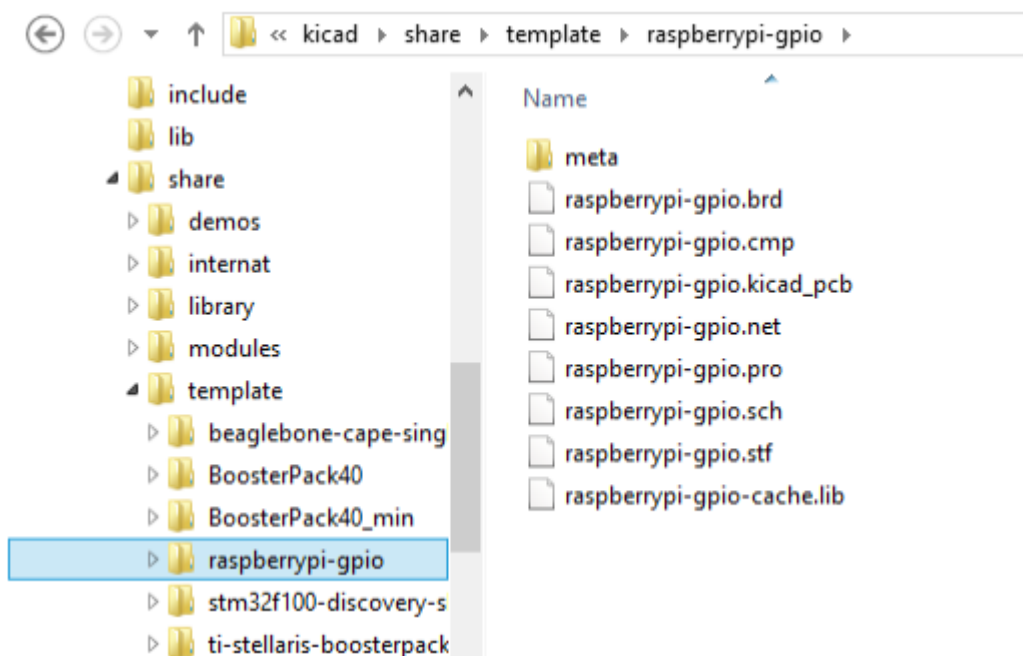 « kicad share template raspberrypi-gpio
include
lib
share
demos
internat
library
modules
template
beaglebone-cape-sing
BoosterPack40
BoosterPack40_min
raspberrypi-gpio
stm32f100-discovery-s
ti-stellaris-boosterpack
Name
meta
raspberrypi-gpio.brd
raspberrypi-gpio.cmp
raspberrypi-gpio.kicad_pcb
raspberrypi-gpio.net
raspberrypi-gpio.pro
raspberrypi-gpio.sch
raspberrypi-gpio.stf
raspberrypi-gpio-cache.lib